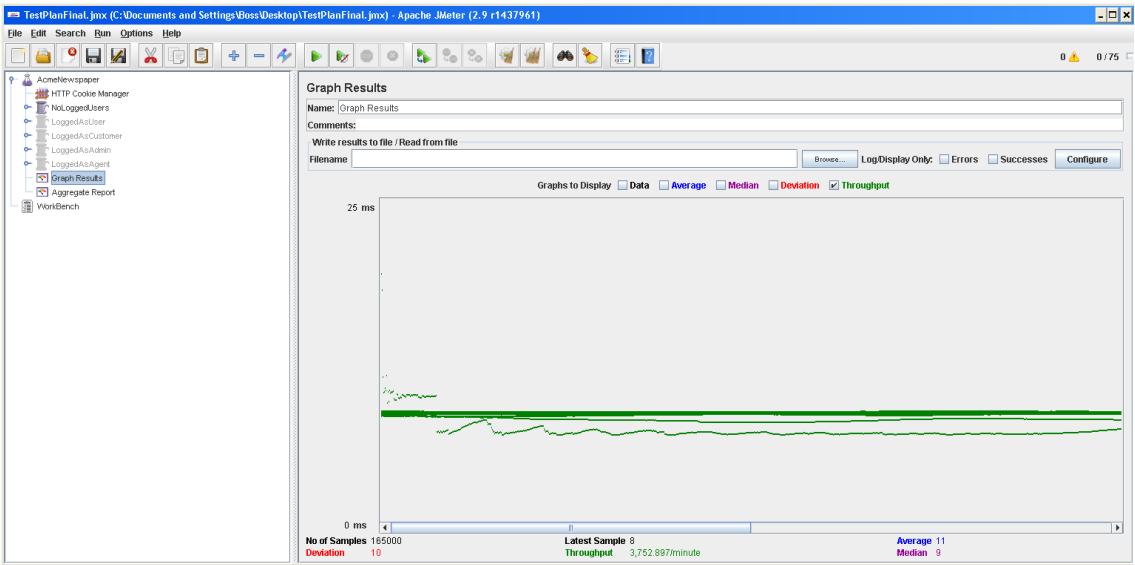 TestPlanFinal.jmx (C:\Documents and Settings\Boss\Desktop\TestPlanFinal.jmx) - Apache JMeter (2.9 r1437961)
File Edit Search Run Options Help
0 0 / 75
AcmeNewspaper
HTTP Cookie Manager
NoLoggedUsers
LoggedAsUser
LoggedAsCustomer
LoggedAsAdmin
LoggedAsAgent
Graph Results
Aggregate Report
WorkBench
Graph Results
Name: Graph Results
Comments:
Write results to file / Read from file
Filename Browse... Log/Display Only: Errors Successes Configure
Graphs to Display Data Average Median Deviation Throughput
25 ms
0 ms
No of Samples 165000 Latest Sample 8 Average 11
Deviation 10 Throughput 3,752.897/minute Median 9